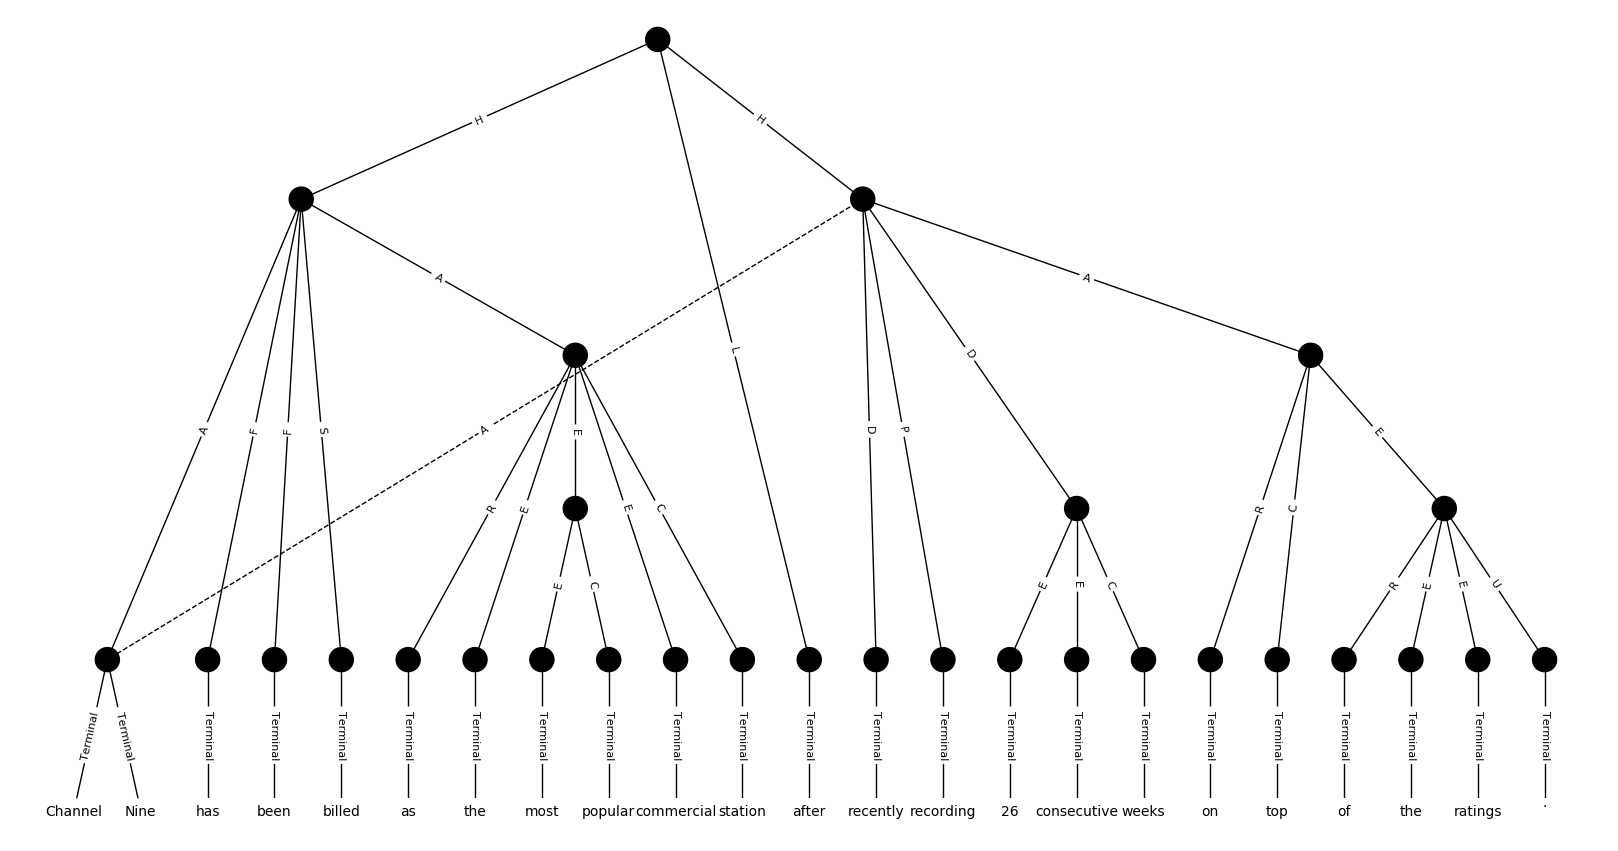 H H
A F F S A L A D P D A
R E E E C R C E
E C E E C R E E U
Terminal Terminal Terminal Terminal Terminal Terminal Terminal Terminal Terminal Terminal Terminal Terminal Terminal Terminal Terminal Terminal Terminal Terminal Terminal Terminal Terminal Terminal Terminal
Channel Nine has been billed as the most popular commercial station after recently recording 26 consecutive weeks on top of the ratings .